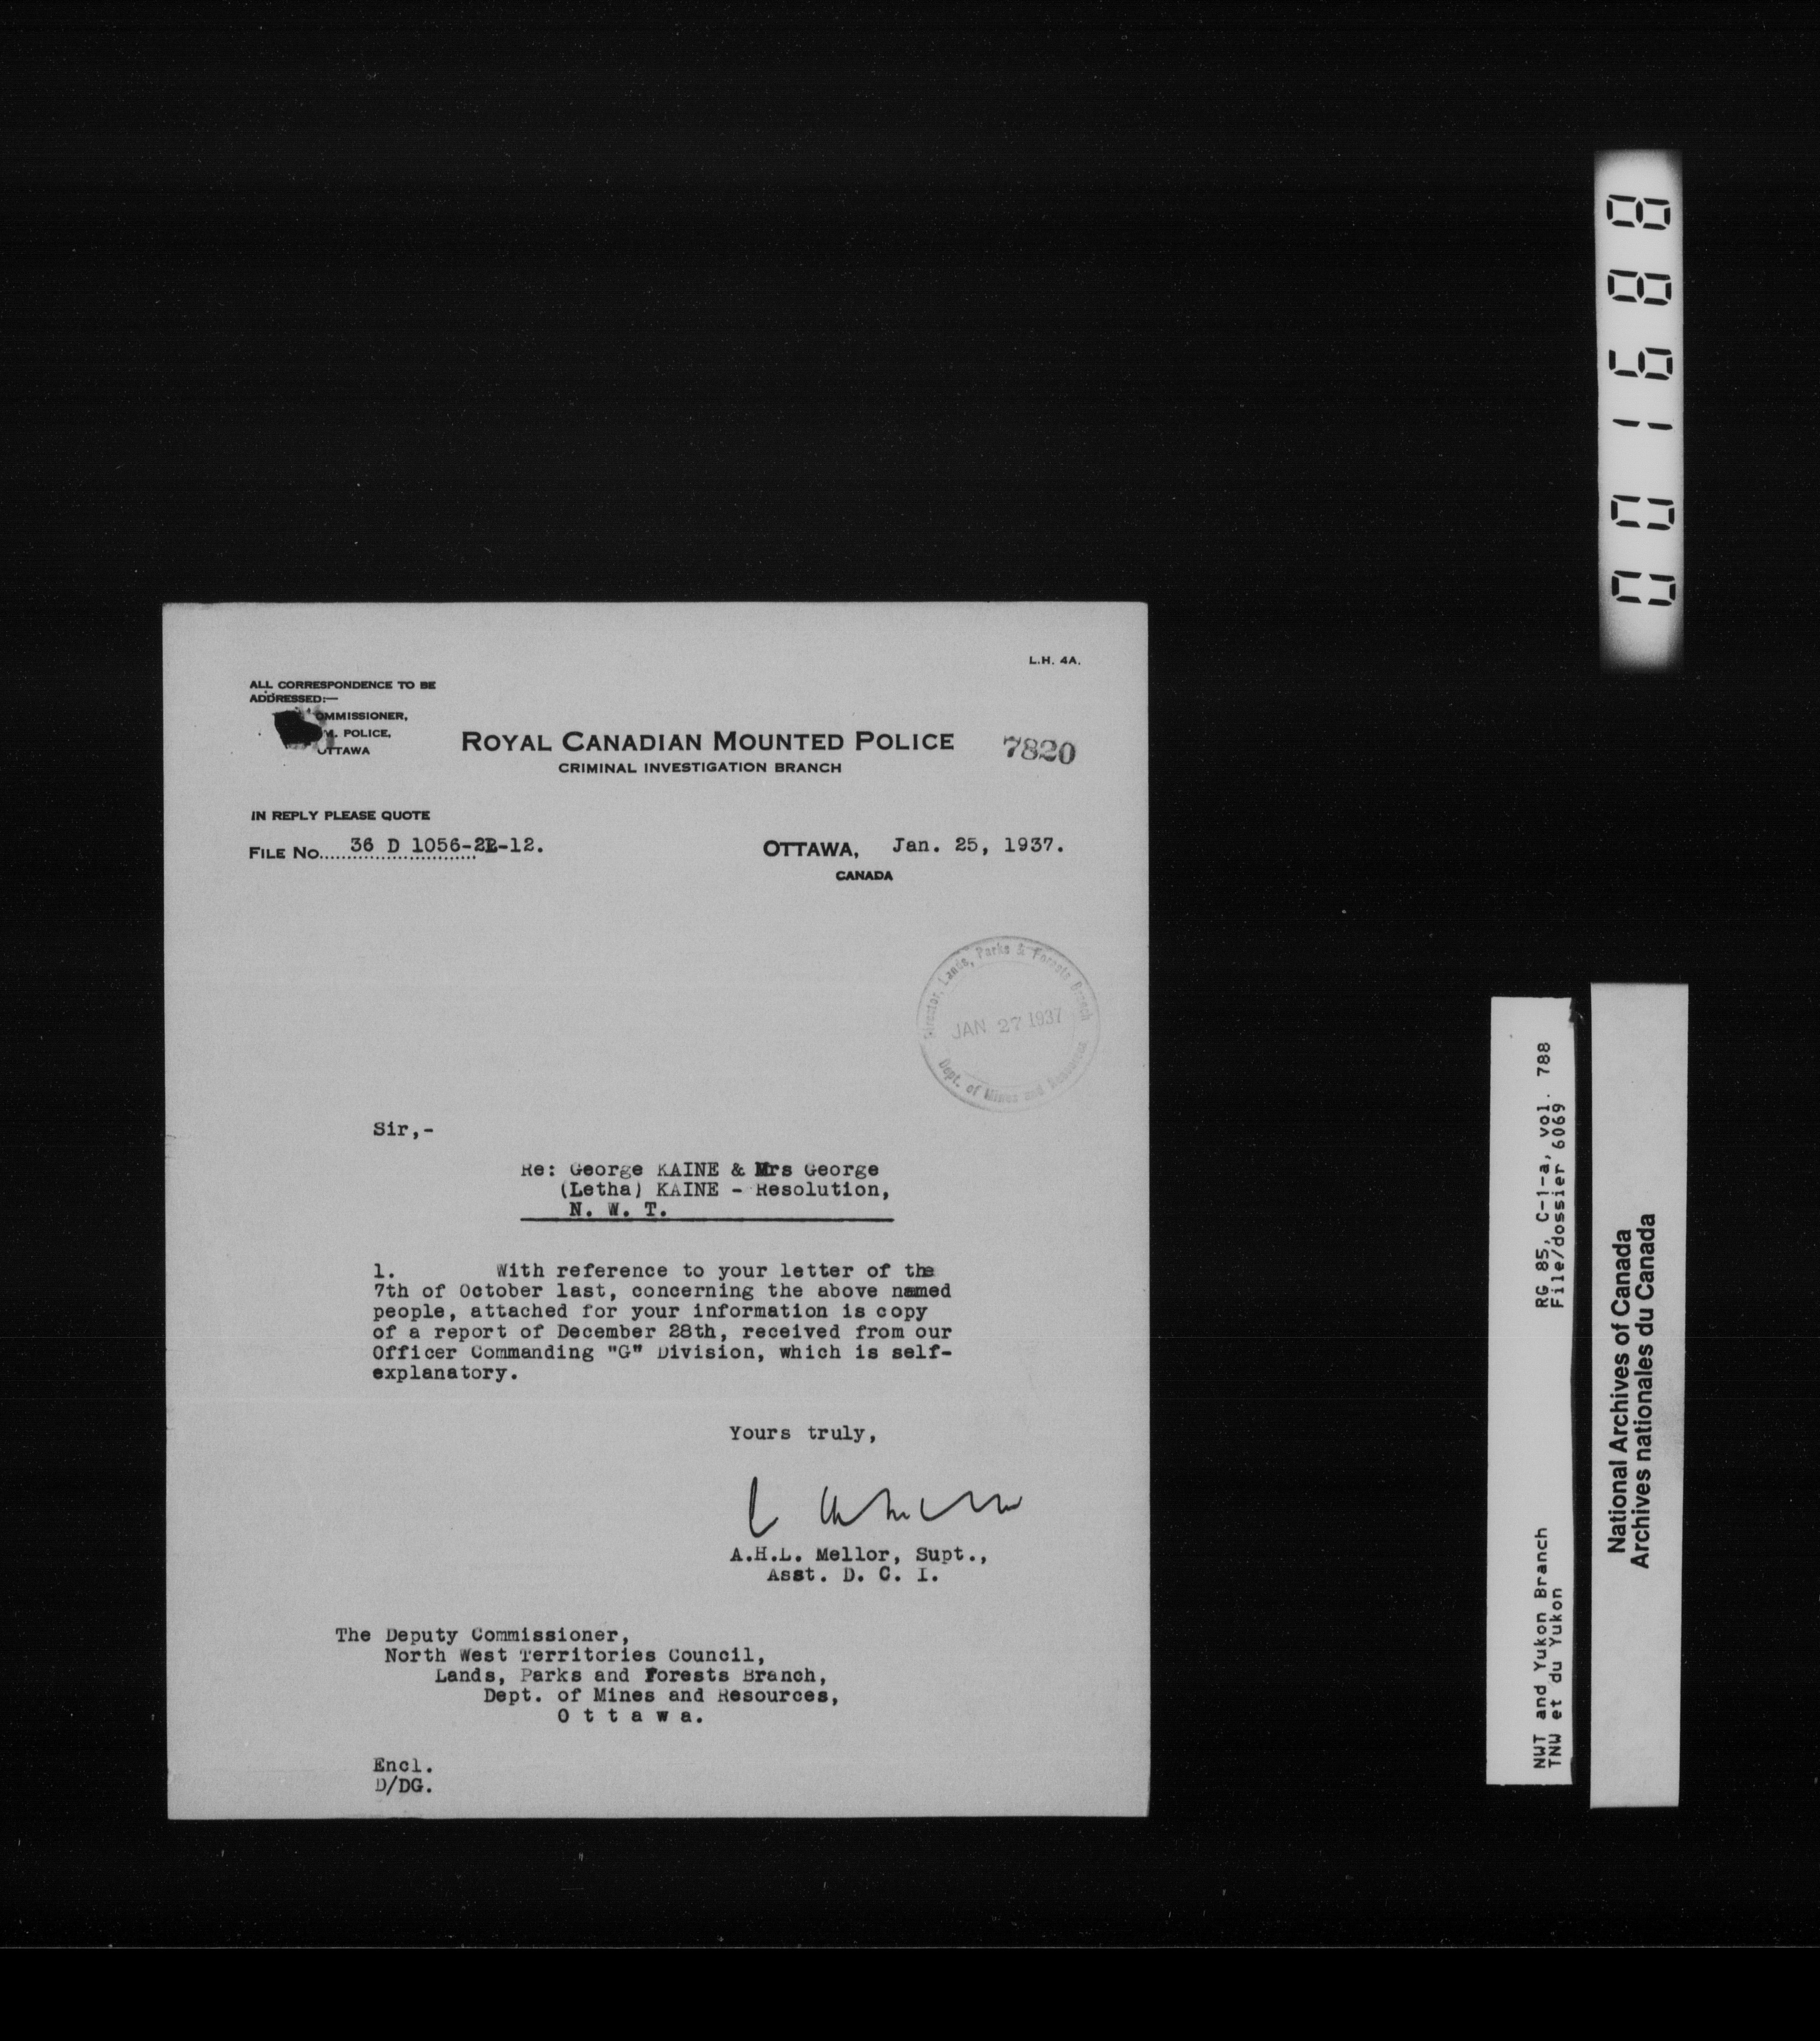 L.H. 4A.
ALL CORRESPONDENCE TO BE
ADDRESSED:—
OMMISSIONER,
M. POLICE,
OTTAWA
ROYAL CANADIAN MOUNTED POLICE
7820
CRIMINAL INVESTIGATION BRANCH
IN REPLY PLEASE QUOTE
FILE No. 36 D 1056-2 -12.
OTTAWA, Jan. 25, 1937.
CANADA
Director, Lands, Parks & Forests Branch
JAN 27 1937
Dept. of Mines and Resources
Sir,-
Re: George KAINE & Mrs George
(Letha) KAINE - Resolution,
N. W. T.
1. With reference to your letter of the
7th of October last, concerning the above named
people, attached for your information is copy
of a report of December 28th, received from our
Officer Commanding "G" Division, which is self-
explanatory.
Yours truly,
A.H.L. Mellor, Supt.,
Asst. D. C. I.
The Deputy Commissioner,
North West Territories Council,
Lands, Parks and Forests Branch,
Dept. of Mines and Resources,
O t t a w a.
Encl.
D/DG.
001688
NWT and Yukon Branch RG 85, C-1-a, vol. 788
TNW et du Yukon File/dossier 6069
National Archives of Canada
Archives nationales du Canada